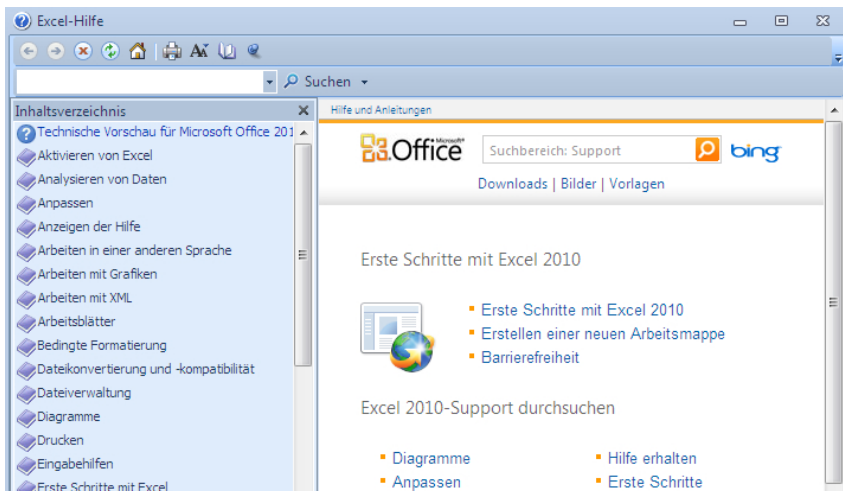 Excel-Hilfe
Suchen
Inhaltsverzeichnis
Technische Vorschau für Microsoft Office 201
Aktivieren von Excel
Analysieren von Daten
Anpassen
Anzeigen der Hilfe
Arbeiten in einer anderen Sprache
Arbeiten mit Grafiken
Arbeiten mit XML
Arbeitsblätter
Bedingte Formatierung
Dateikonvertierung und -kompatibilität
Dateiverwaltung
Diagramme
Drucken
Eingabehilfen
Erste Schritte mit Excel
Hilfe und Anleitungen
Microsoft®
Office
Suchbereich: Support
bing
Downloads | Bilder | Vorlagen
Erste Schritte mit Excel 2010
Erste Schritte mit Excel 2010
Erstellen einer neuen Arbeitsmappe
Barrierefreiheit
Excel 2010-Support durchsuchen
Diagramme
Hilfe erhalten
Anpassen
Erste Schritte